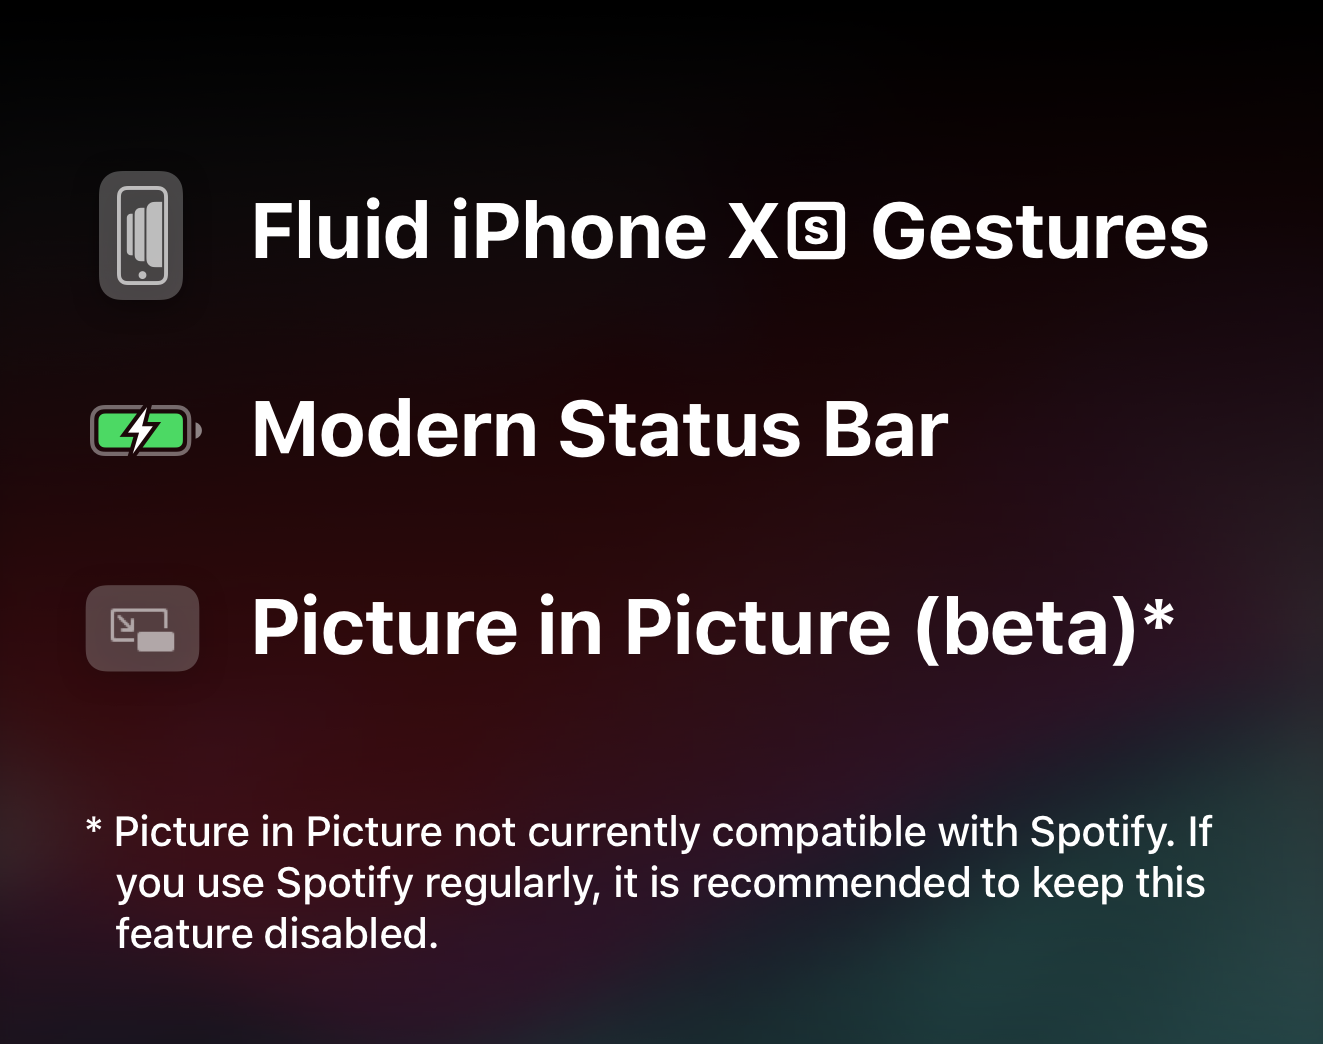 Fluid iPhone X🅂 Gestures
Modern Status Bar
Picture in Picture (beta)*
* Picture in Picture not currently compatible with Spotify. If
you use Spotify regularly, it is recommended to keep this
feature disabled.